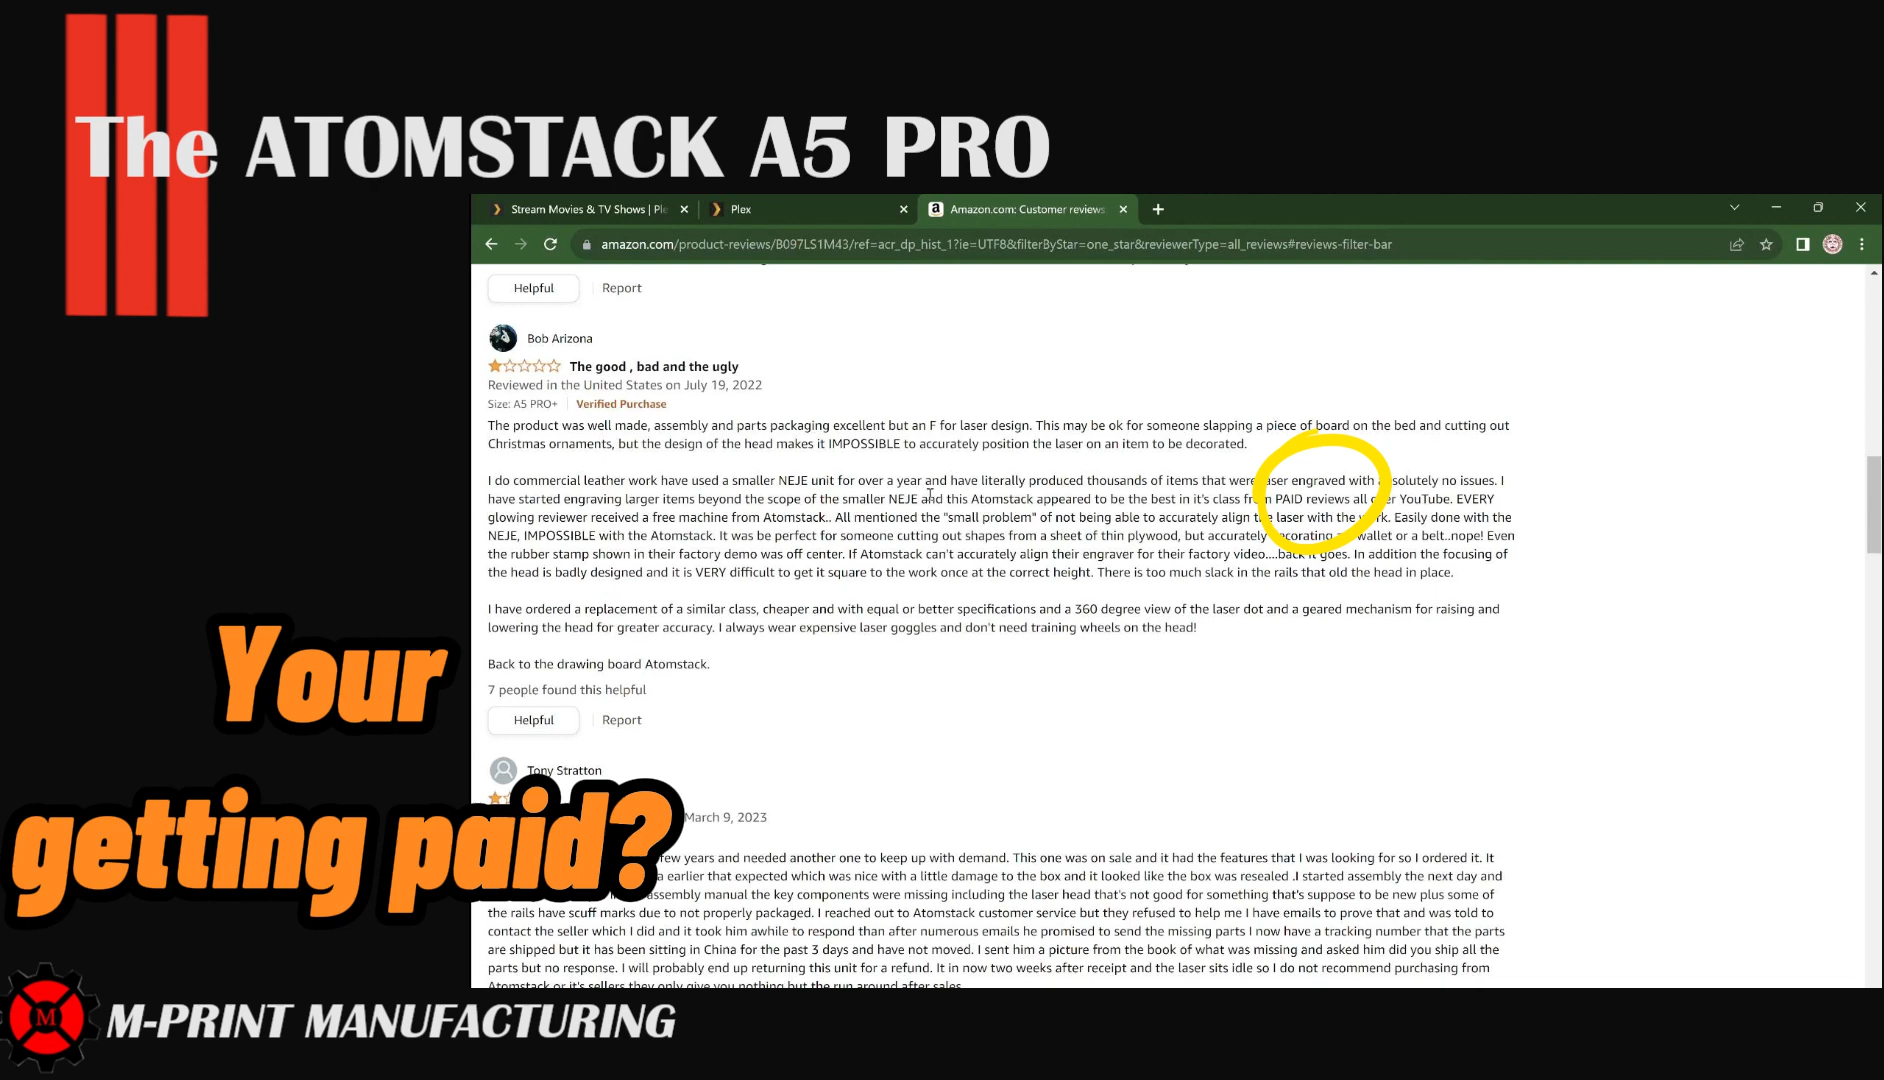 The ATOMSTACK A5 PRO
Stream Movies & TV Shows | Ple
Plex
Amazon.com: Customer reviews:
amazon.com/product-reviews/B097LS1M43/ref=acr_dp_hist_1?ie=UTF8&filterByStar=one_star&reviewerType=all_reviews#reviews-filter-bar
Helpful
Report
Bob Arizona
The good , bad and the ugly
Reviewed in the United States on July 19, 2022
Size: A5 PRO+ Verified Purchase
The product was well made, assembly and parts packaging excellent but an F for laser design. This may be ok for someone slapping a piece of board on the bed and cutting out
Christmas ornaments, but the design of the head makes it IMPOSSIBLE to accurately position the laser on an item to be decorated.
I do commercial leather work have used a smaller NEJE unit for over a year and have literally produced thousands of items that were laser engraved with absolutely no issues. I
have started engraving larger items beyond the scope of the smaller NEJE and this Atomstack appeared to be the best in it's class from PAID reviews all over YouTube. EVERY
glowing reviewer received a free machine from Atomstack.. All mentioned the "small problem" of not being able to accurately align the laser with the work. Easily done with the
NEJE, IMPOSSIBLE with the Atomstack. It was be perfect for someone cutting out shapes from a sheet of thin plywood, but accurately decorating a wallet or a belt..nope! Even
the rubber stamp shown in their factory demo was off center. If Atomstack can't accurately align their engraver for their factory video....back it goes. In addition the focusing of
the head is badly designed and it is VERY difficult to get it square to the work once at the correct height. There is too much slack in the rails that old the head in place.
I have ordered a replacement of a similar class, cheaper and with equal or better specifications and a 360 degree view of the laser dot and a geared mechanism for raising and
lowering the head for greater accuracy. I always wear expensive laser goggles and don't need training wheels on the head!
Back to the drawing board Atomstack.
7 people found this helpful
Helpful
Report
Your
getting paid?
Tony Stratton
March 9, 2023
few years and needed another one to keep up with demand. This one was on sale and it had the features that I was looking for so I ordered it. It
a earlier that expected which was nice with a little damage to the box and it looked like the box was resealed .I started assembly the next day and
assembly manual the key components were missing including the laser head that's not good for something that's suppose to be new plus some of
the rails have scuff marks due to not properly packaged. I reached out to Atomstack customer service but they refused to help me I have emails to prove that and was told to
contact the seller which I did and it took him awhile to respond than after numerous emails he promised to send the missing parts I now have a tracking number that the parts
are shipped but it has been sitting in China for the past 3 days and have not moved. I sent him a picture from the book of what was missing and asked him did you ship all the
parts but no response. I will probably end up returning this unit for a refund. It in now two weeks after receipt and the laser sits idle so I do not recommend purchasing from
Atomstack or it's sellers they only give you nothing but the run around after sales.
M
M-PRINT MANUFACTURING